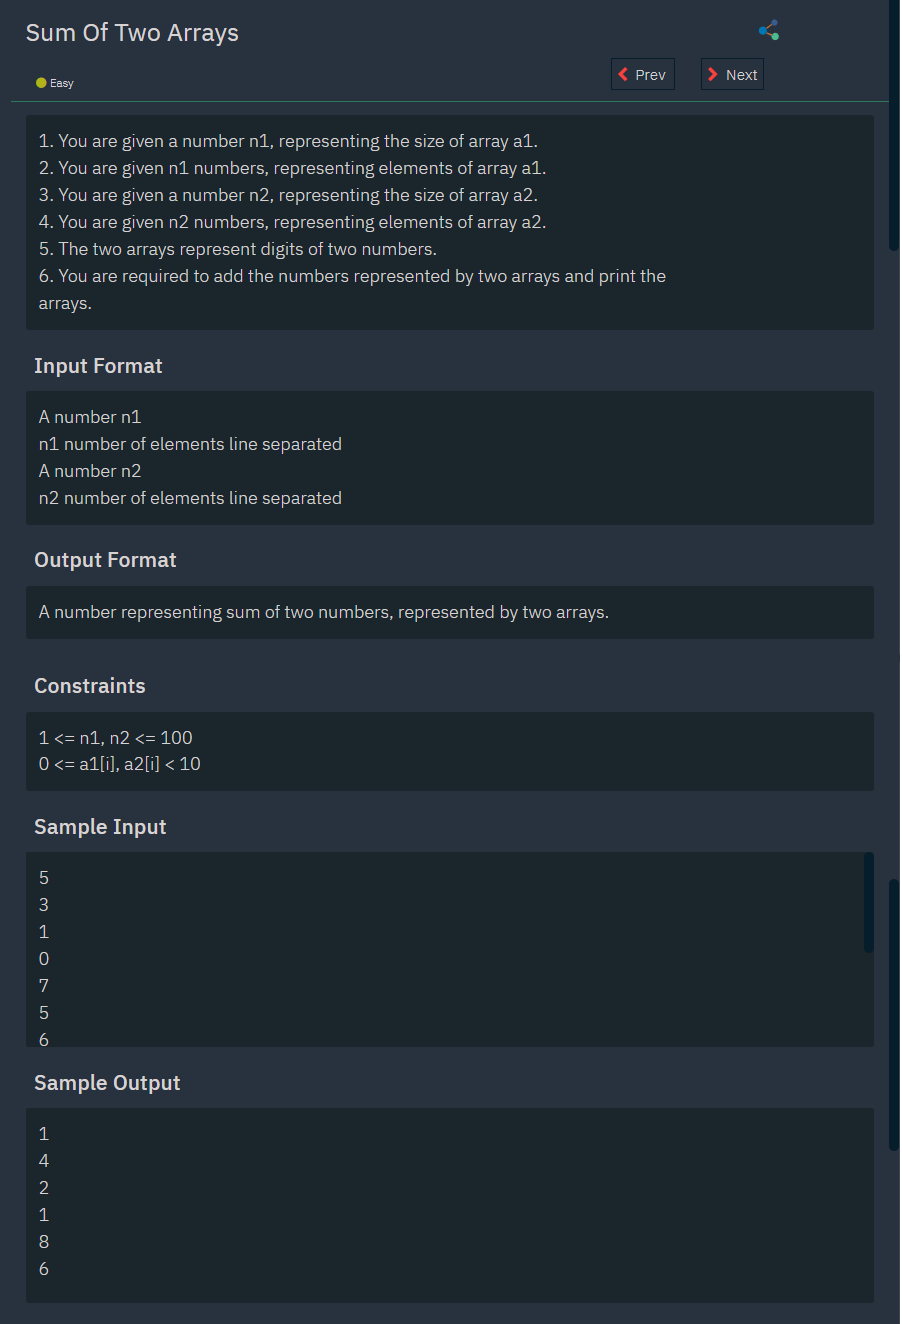 Sum Of Two Arrays
Easy
Prev
Next
1. You are given a number n1, representing the size of array a1.
2. You are given n1 numbers, representing elements of array a1.
3. You are given a number n2, representing the size of array a2.
4. You are given n2 numbers, representing elements of array a2.
5. The two arrays represent digits of two numbers.
6. You are required to add the numbers represented by two arrays and print the
arrays.
Input Format
A number n1
n1 number of elements line separated
A number n2
n2 number of elements line separated
Output Format
A number representing sum of two numbers, represented by two arrays.
Constraints
1 <= n1, n2 <= 100
0 <= a1[i], a2[i] < 10
Sample Input
5
3
1
0
7
5
6
Sample Output
1
4
2
1
8
6